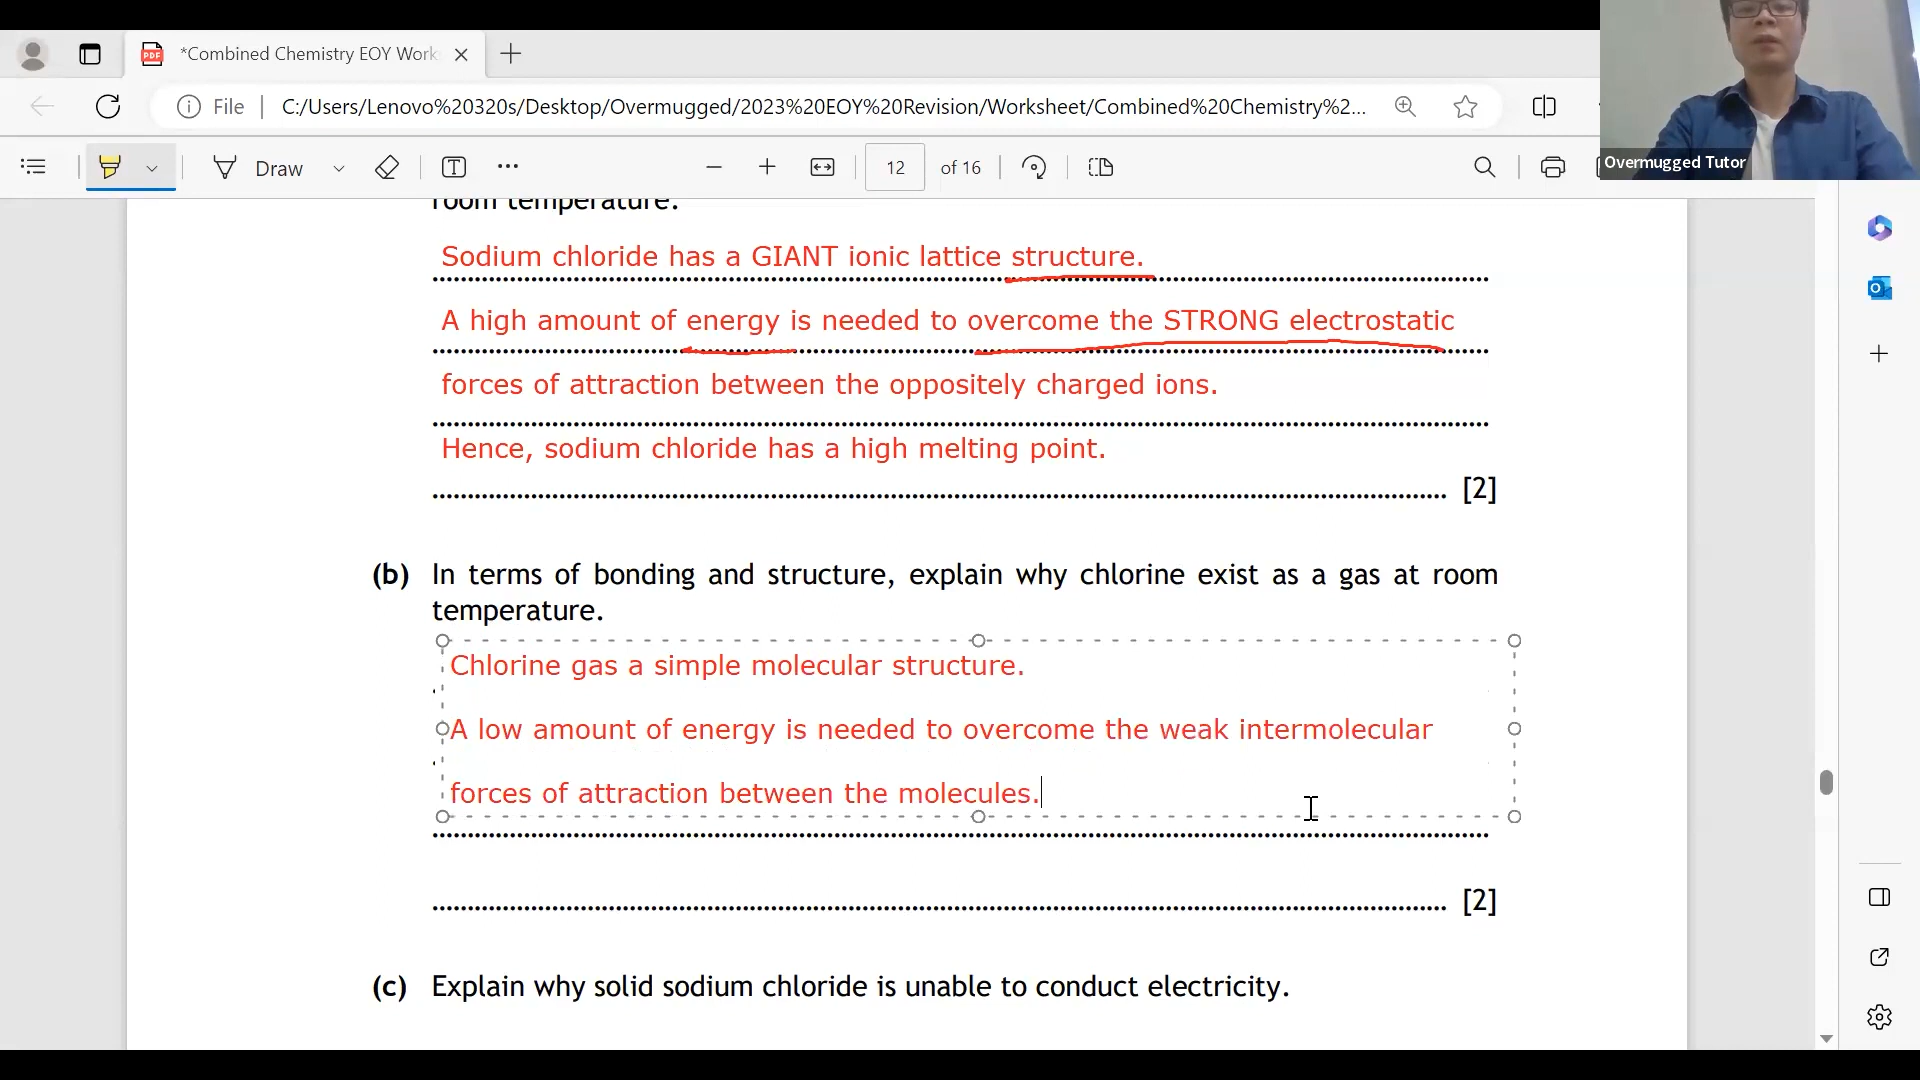 *Combined Chemistry EOY Work
File
C:/Users/Lenovo%20320s/Desktop/Overmugged/2023%20EOY%20Revision/Worksheet/Combined%20Chemistry%2...
Overmugged Tutor
Draw
12 of 16
room temperature.
Sodium chloride has a GIANT ionic lattice structure.
A high amount of energy is needed to overcome the STRONG electrostatic
forces of attraction between the oppositely charged ions.
Hence, sodium chloride has a high melting point.
[2]
(b) In terms of bonding and structure, explain why chlorine exist as a gas at room
temperature.
Chlorine gas a simple molecular structure.
A low amount of energy is needed to overcome the weak intermolecular
forces of attraction between the molecules.
[2]
(c) Explain why solid sodium chloride is unable to conduct electricity.